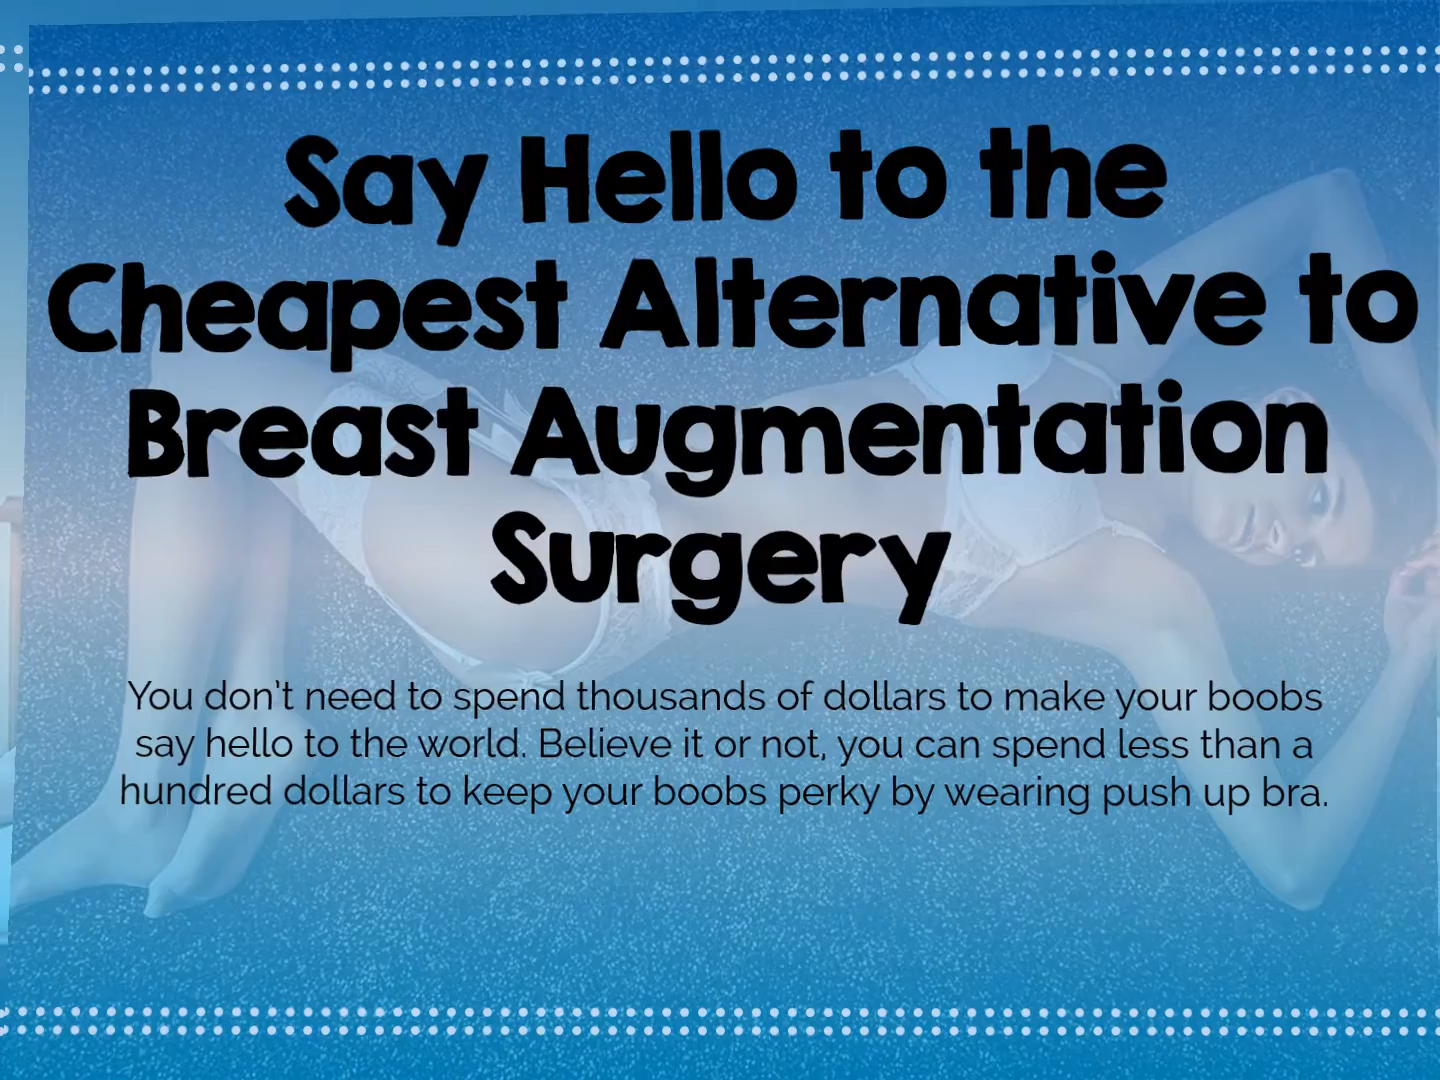 Say Hello to the
Cheapest Alternative to
Breast Augmentation
Surgery
You don't need to spend thousands of dollars to make your boobs
say hello to the world. Believe it or not, you can spend less than a
hundred dollars to keep your boobs perky by wearing push up bra.